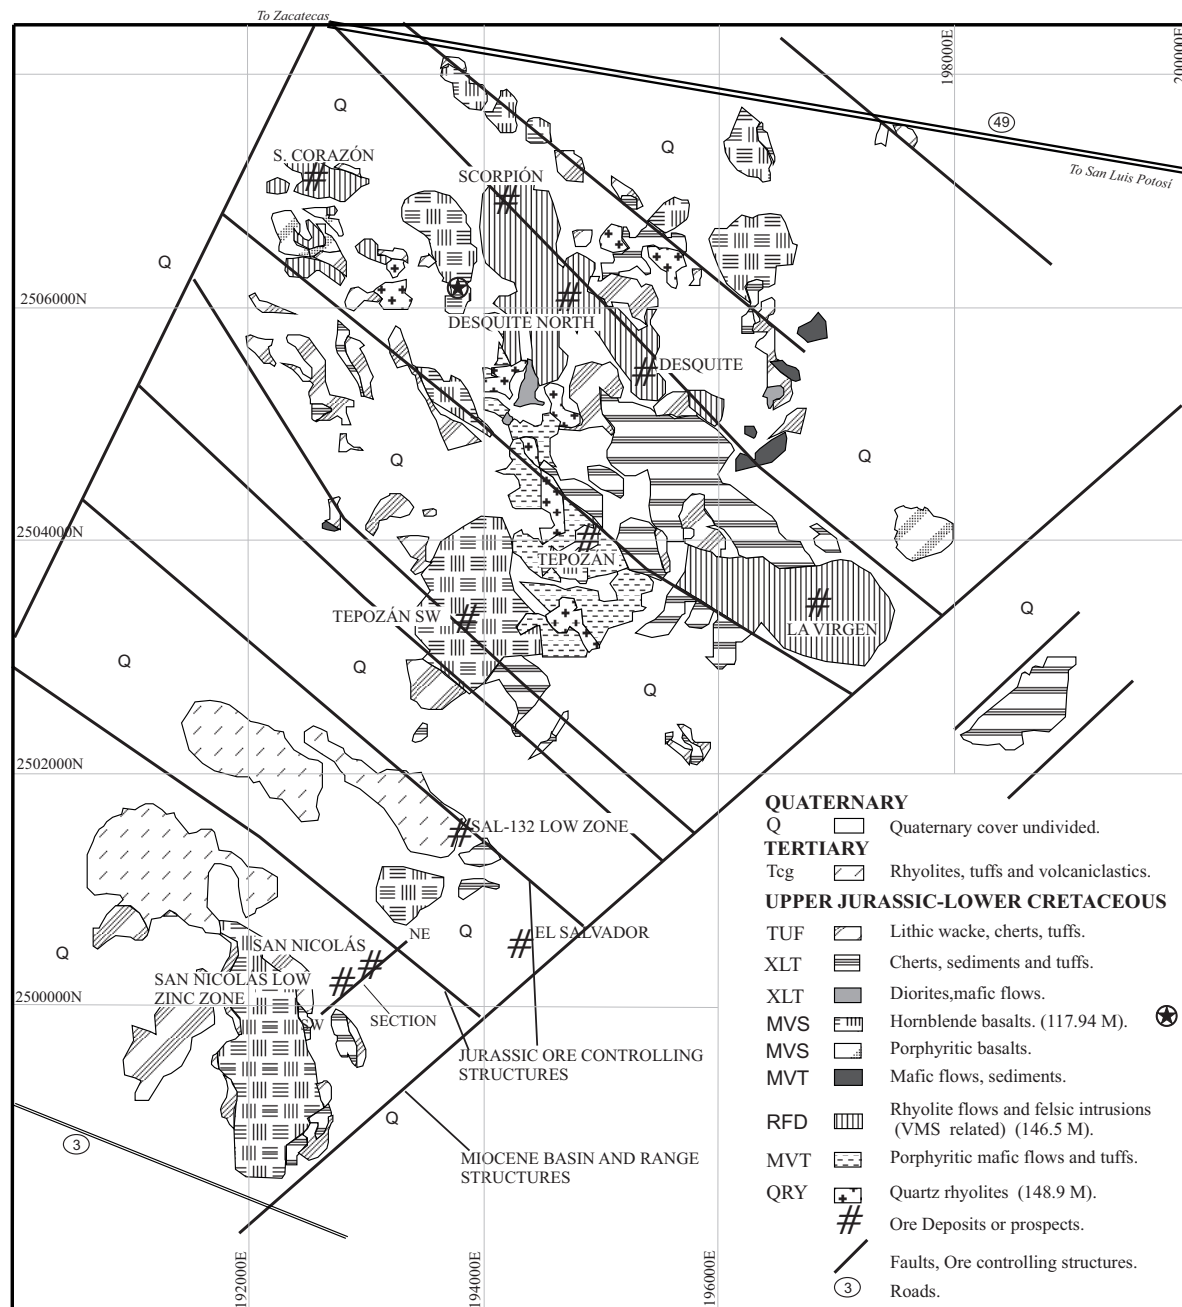 To Zacatecas
198000E
200000E
Q
49
Q
S. CORAZÓN
SCORPIÓN
To San Luis Potosí
Q
2506000N
DESQUITE NORTH
DESQUITE
Q
Q
2504000N
TEPOZÁN
TEPOZÁN SW
LA VIRGEN
Q
Q
Q
Q
2502000N
SAL-132 LOW ZONE
NE
Q
EL SALVADOR
SAN NICOLÁS
Q
SAN NICOLÁS LOW
ZINC ZONE
2500000N
SW
SECTION
JURASSIC ORE CONTROLLING
STRUCTURES
Q
3
MIOCENE BASIN AND RANGE
STRUCTURES
192000E
194000E
196000E
QUATERNARY
Q Quaternary cover undivided.
TERTIARY
Tcg Rhyolites, tuffs and volcaniclastics.
UPPER JURASSIC-LOWER CRETACEOUS
TUF Lithic wacke, cherts, tuffs.
XLT Cherts, sediments and tuffs.
XLT Diorites,mafic flows.
MVS Hornblende basalts. (117.94 M).
MVS Porphyritic basalts.
MVT Mafic flows, sediments.
RFD Rhyolite flows and felsic intrusions
(VMS related) (146.5 M).
MVT Porphyritic mafic flows and tuffs.
QRY Quartz rhyolites (148.9 M).
Ore Deposits or prospects.
Faults, Ore controlling structures.
3 Roads.